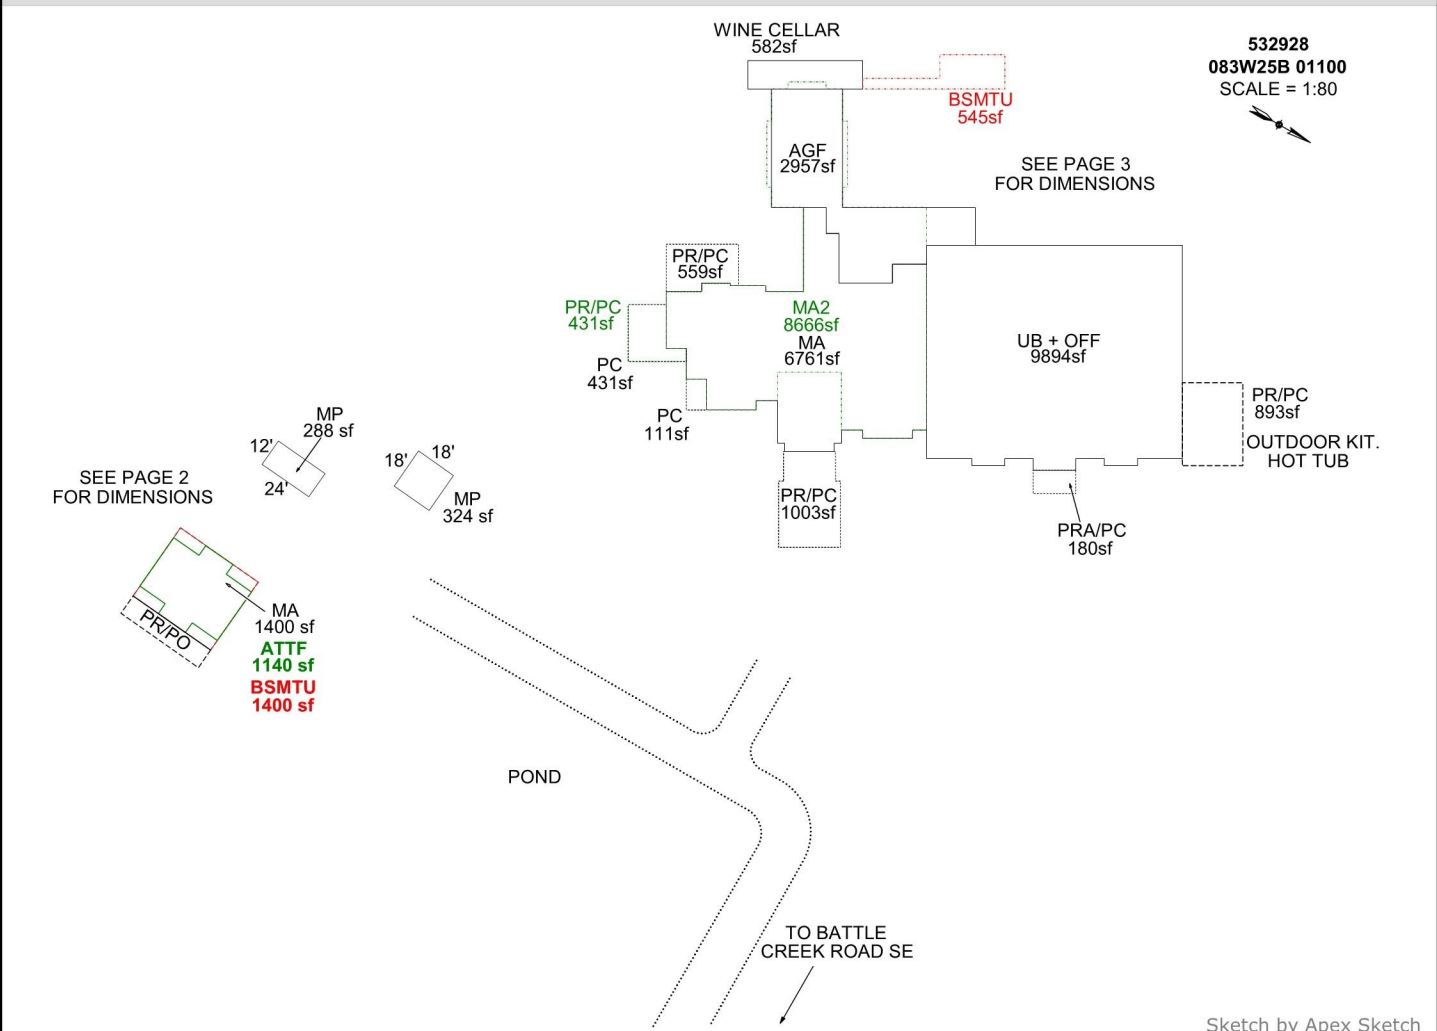 WINE CELLAR
582sf
532928
083W25B 01100
SCALE = 1:80
BSMTU
545sf
AGF
2957sf
SEE PAGE 3
FOR DIMENSIONS
PR/PC
559sf
PR/PC
431sf
MA2
8666sf
MA
6761sf
UB + OFF
9894sf
PC
431sf
PR/PC
893sf
PC
111sf
OUTDOOR KIT.
HOT TUB
MP
288 sf
12'
24'
18'
18'
MP
324 sf
SEE PAGE 2
FOR DIMENSIONS
PR/PC
1003sf
PRA/PC
180sf
MA
1400 sf
PR/PO
ATTF
1140 sf
BSMTU
1400 sf
POND
TO BATTLE
CREEK ROAD SE
Sketch by Apex Sketch